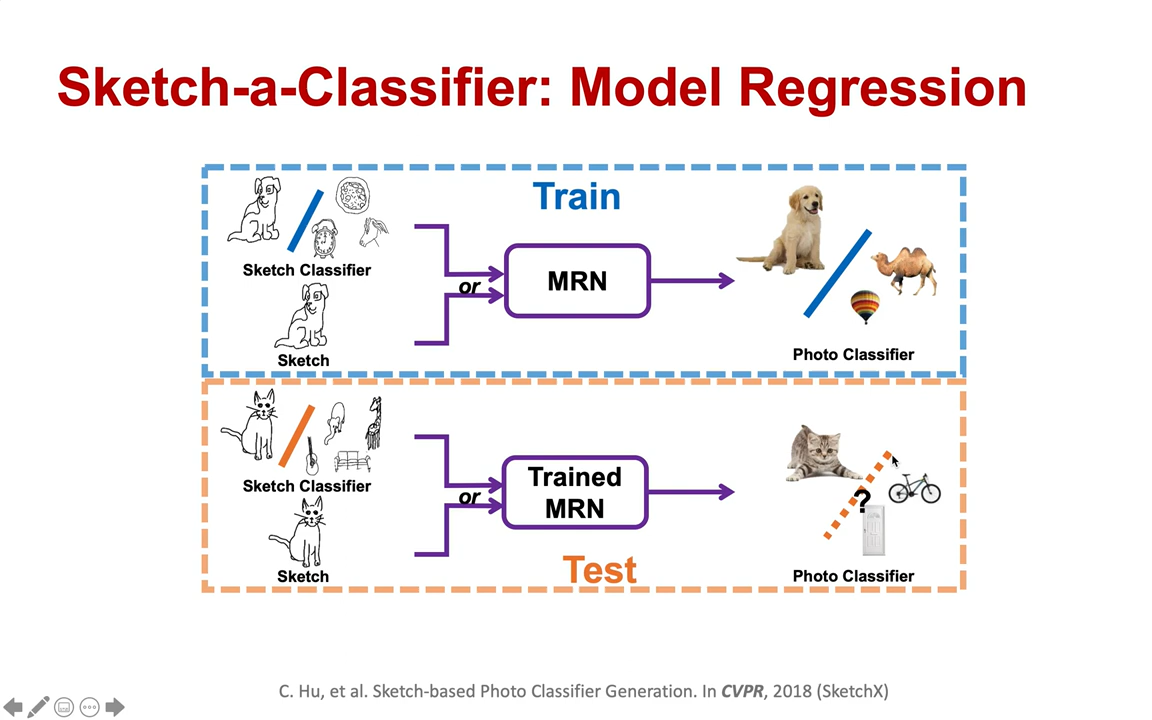 Sketch-a-Classifier: Model Regression
Train
Sketch Classifier
or
MRN
Sketch
Photo Classifier
Sketch Classifier
or
Trained
MRN
?
Sketch
Test
Photo Classifier
C. Hu, et al. Sketch-based Photo Classifier Generation. In CVPR, 2018 (SketchX)